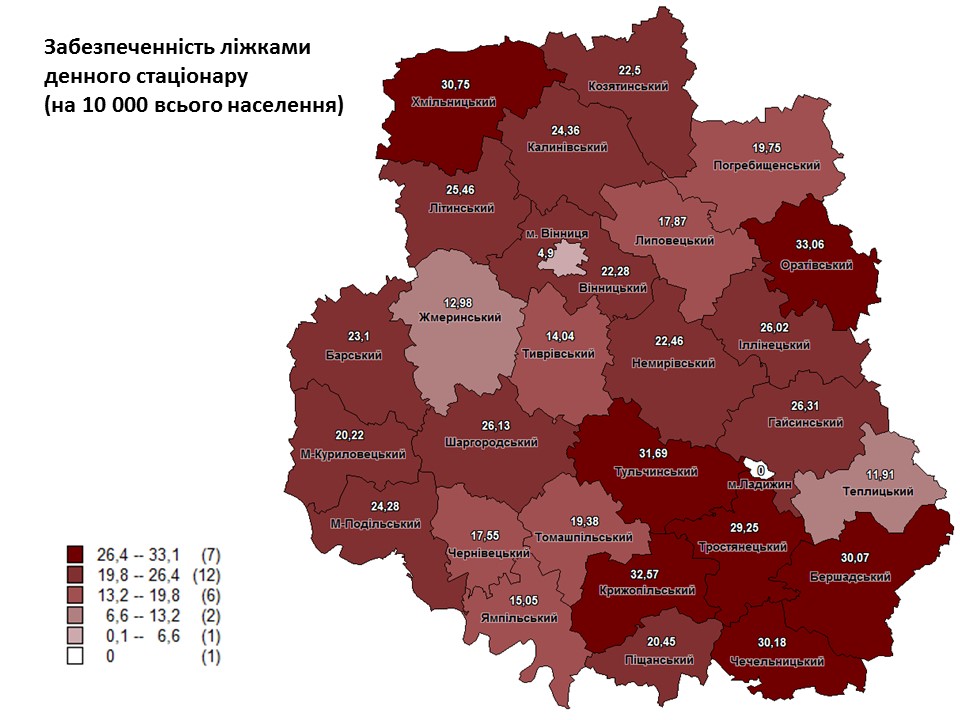 Забезпеченність ліжками
денного стаціонару
(на 10 000 всього населення)
22,5
Козятинський
30,75
Хмільницький
24,36
Калинівський
19,75
Погребищенський
25,46
Літинський
17,87
Липовецький
м. Вінниця
4,9
33,06
Оратівський
22,28
Вінницький
12,98
Жмеринський
26,02
Іллінецький
23,1
Барський
14,04
Тиврівський
22,46
Немирівський
26,31
Гайсинський
20,22
М-Куриловецький
26,13
Шаргородський
31,69
Тульчинський
0
м.Ладижин
11,91
Теплицький
24,28
М-Подільський
17,55
Чернівецький
19,38
Томашпільський
29,25
Тростянецький
30,07
Бершадський
32,57
Крижопільський
15,05
Ямпільський
20,45
Піщанський
30,18
Чечельницький
26,4 -- 33,1 (7)
19,8 -- 26,4 (12)
13,2 -- 19,8 (6)
6,6 -- 13,2 (2)
0,1 -- 6,6 (1)
0 (1)